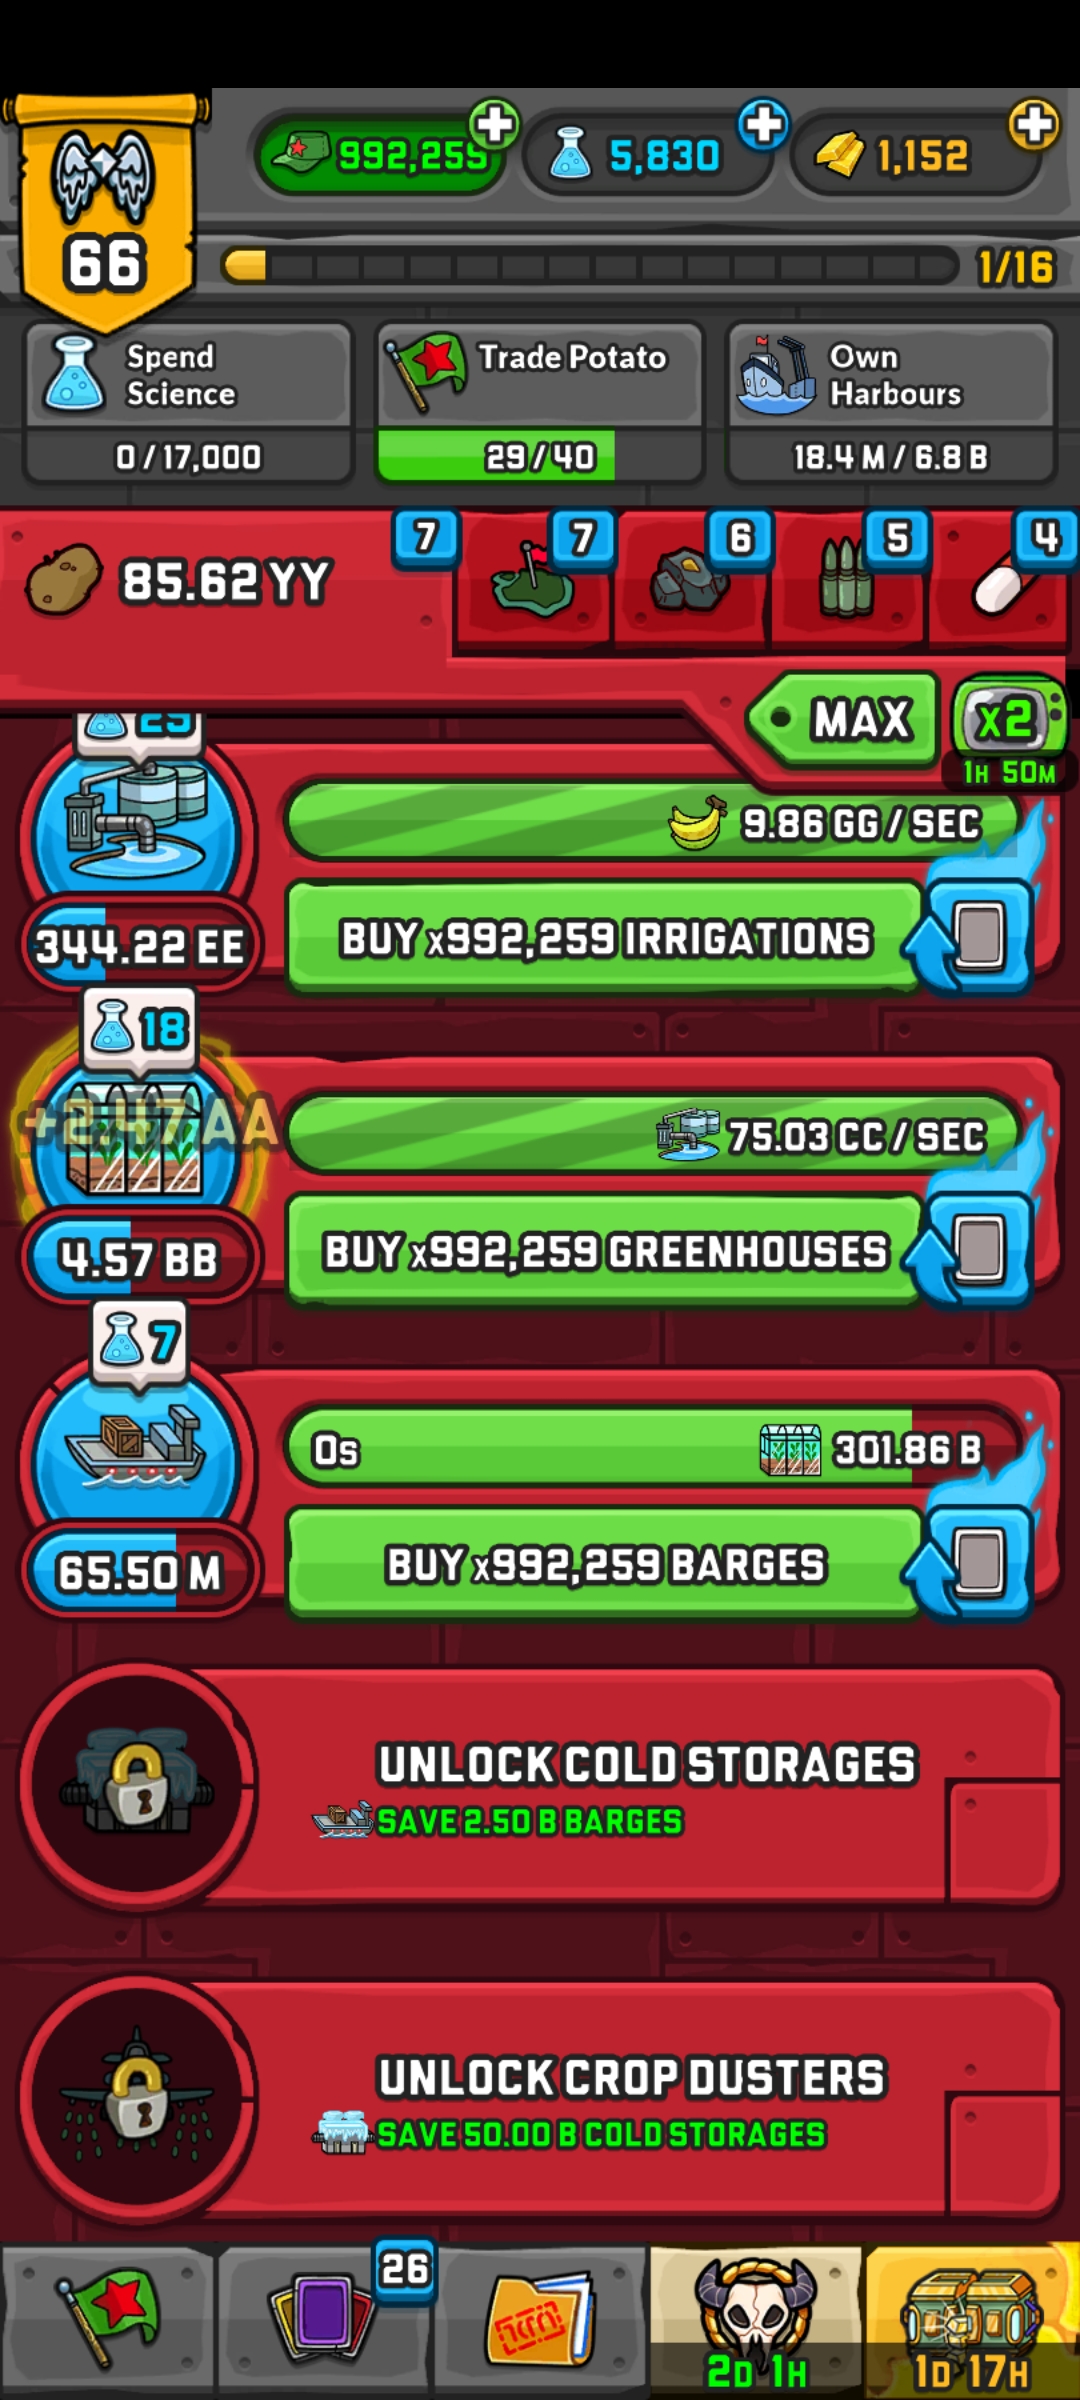 992,259
5,830
1,152
66
1/16
Spend
Science
0 / 17,000
Trade Potato
29 / 40
Own
Harbours
18.4 M / 6.8 B
85.62 YY
7
7
6
5
4
MAX
x2
1H 50M
9.86 GG / SEC
344.22 EE
BUY x992,259 IRRIGATIONS
18
+2.47 AA
75.03 CC / SEC
4.57 BB
BUY x992,259 GREENHOUSES
7
0s
301.86 B
65.50 M
BUY x992,259 BARGES
UNLOCK COLD STORAGES
SAVE 2.50 B BARGES
UNLOCK CROP DUSTERS
SAVE 50.00 B COLD STORAGES
26
2D 1H
1D 17H